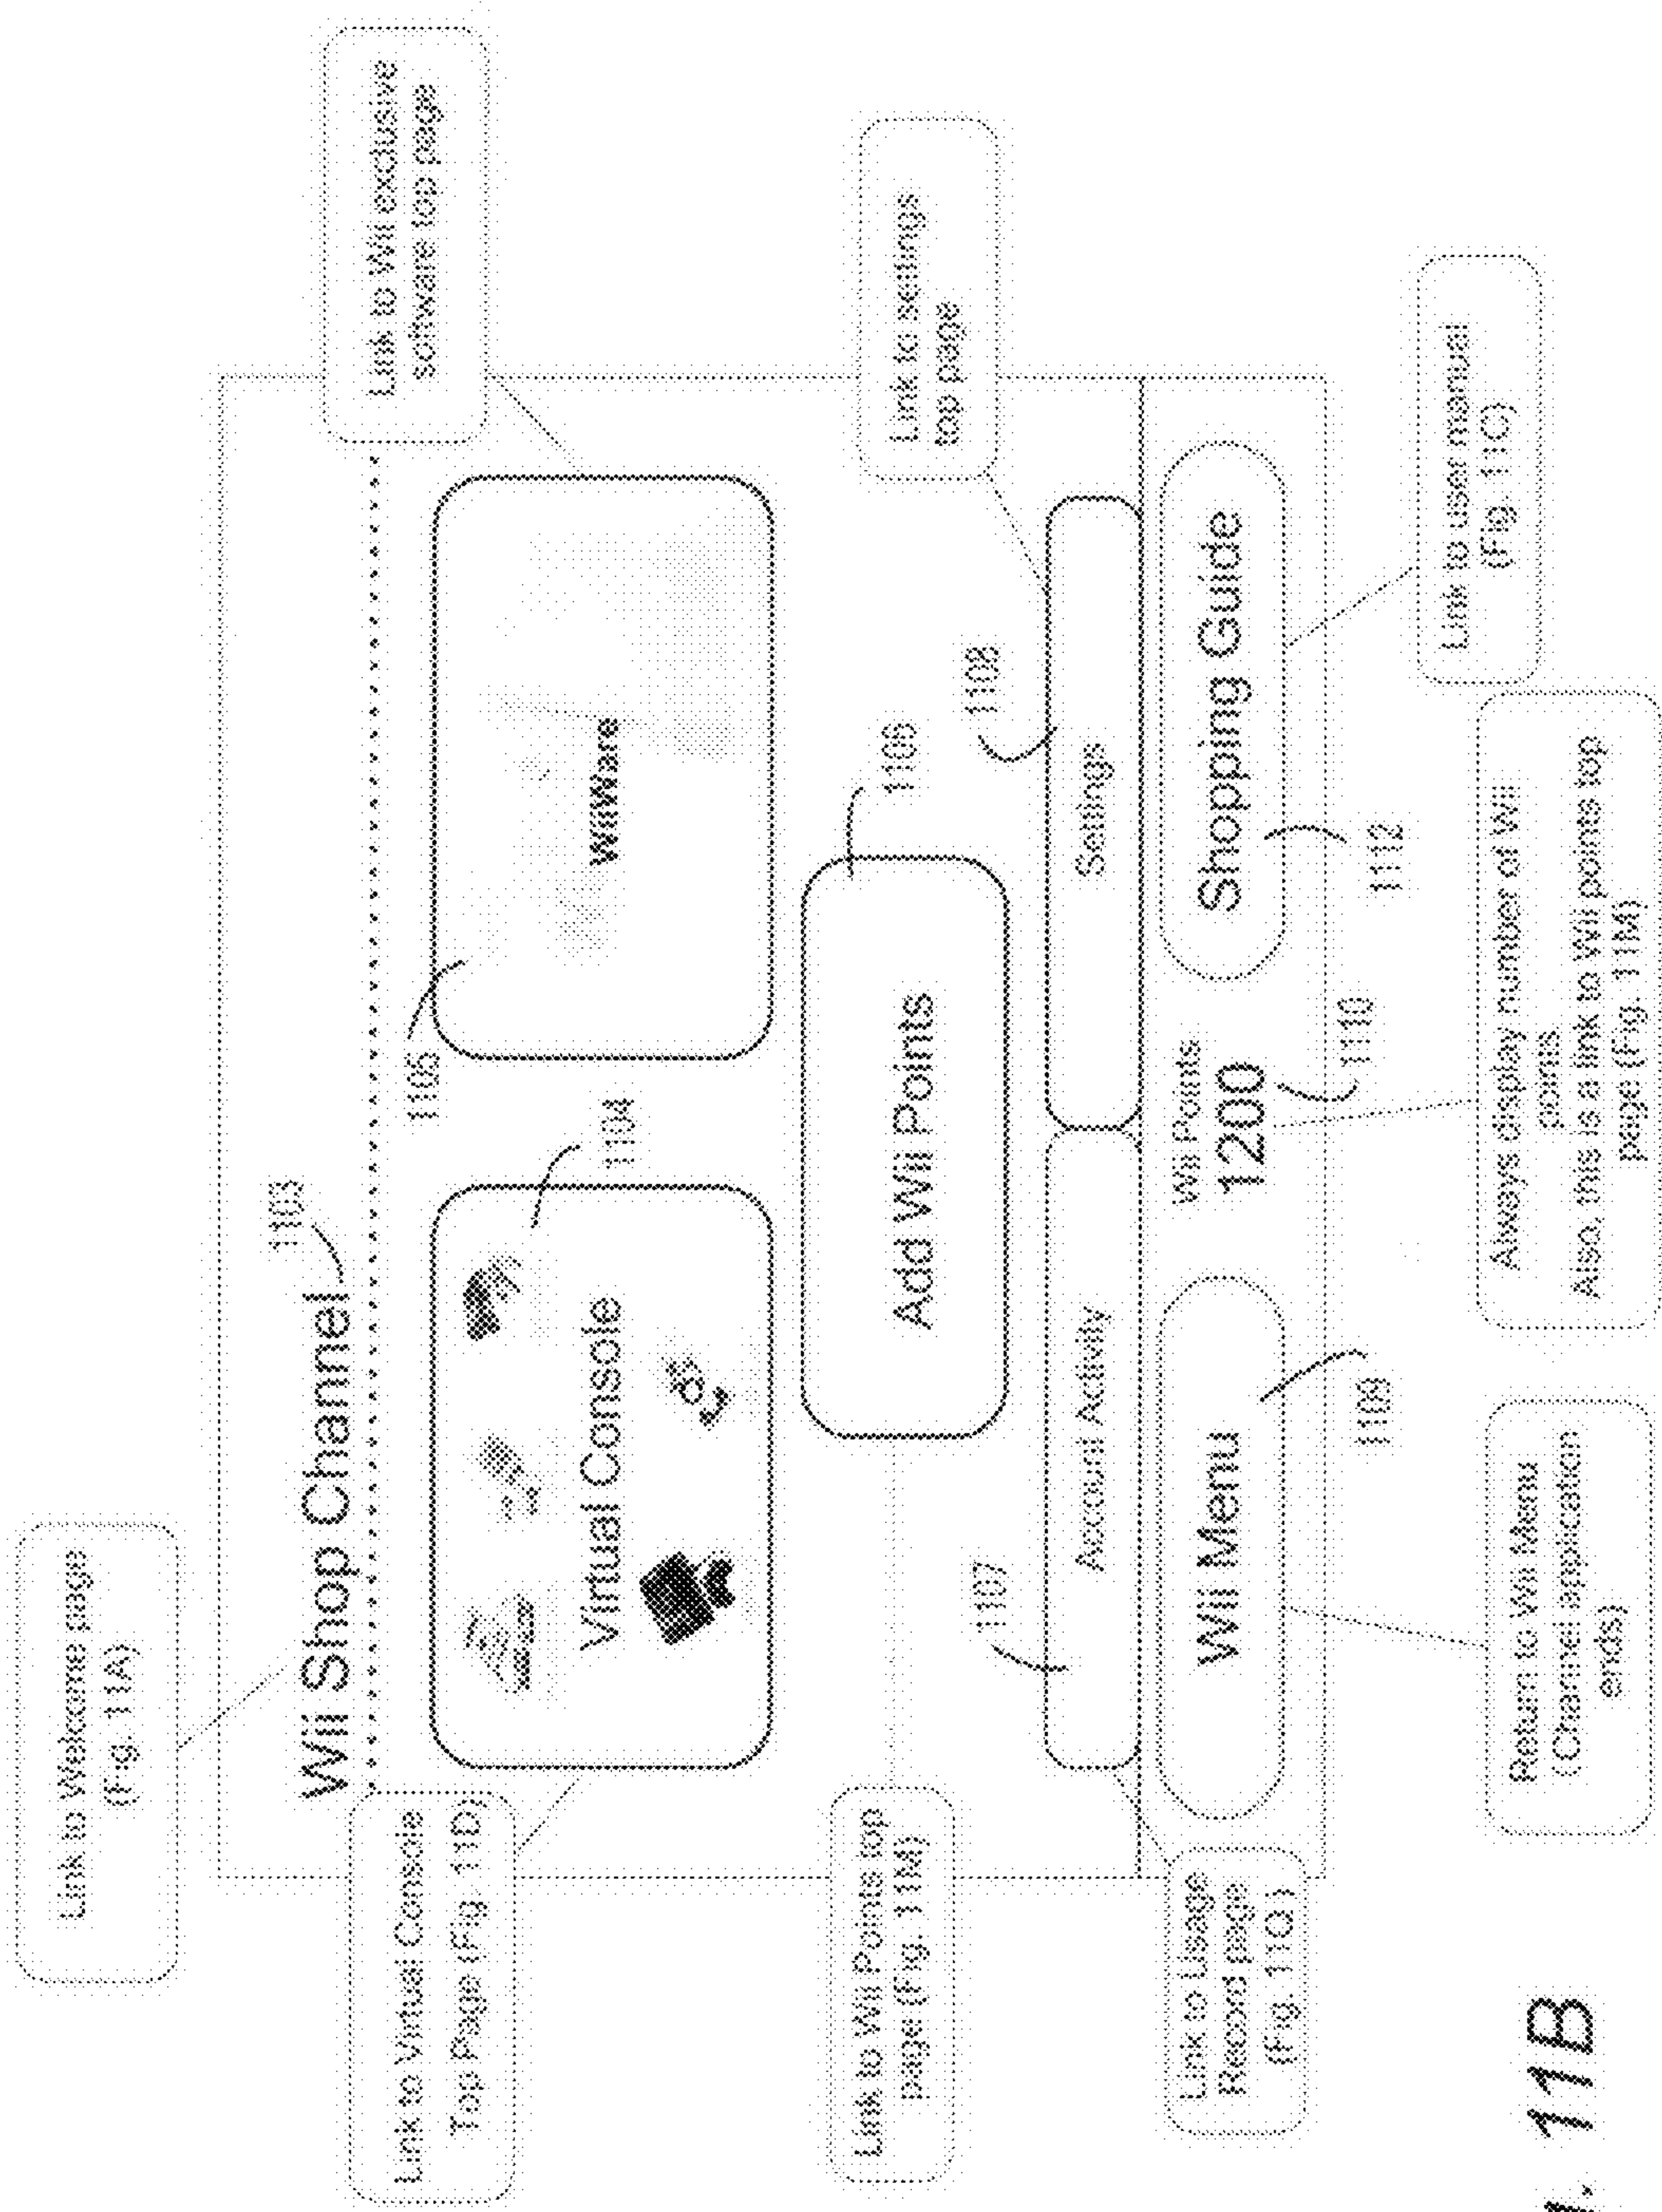 Link to Welcome page
(Fig. 11A)
Wii Shop Channel
1103
Link to Virtual Console
Top Page (Fig. 11D)
Link to Wii exclusive
software top page
Virtual Console
1104
1105
WiiWare
Link to Wii Points top
page (Fig. 11M)
Add Wii Points
1106
Link to settings
top page
1107
Account Activity
1108
Settings
Link to Usage
Record page
(Fig. 11Q)
Wii Menu
1109
Wii Points
1200
1110
Shopping Guide
1112
Link to user manual
(Fig. 11C)
Return to Wii Menu
(Channel application
ends)
Always display number of Wii
points
Also, this is a link to Wii points top
page (Fig. 11M)
11B